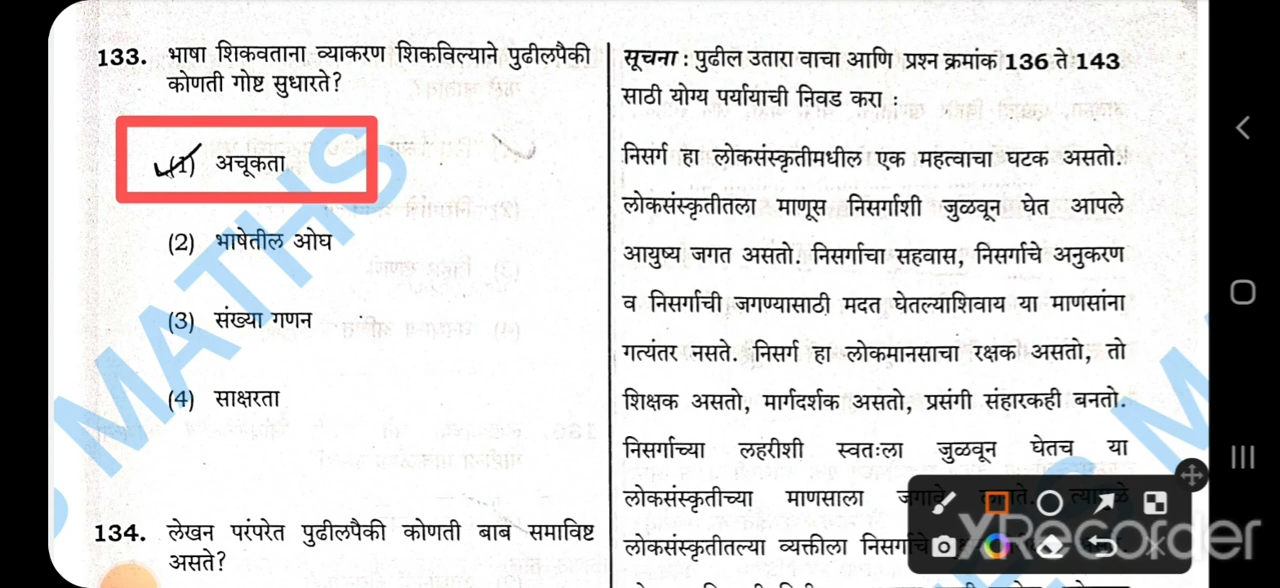 133. भाषा शिकवताना व्याकरण शिकविल्याने पुढीलपैकी
कोणती गोष्ट सुधारते?
(1) अचूकता
(2) भाषेतील ओघ
(3) संख्या गणन
(4) साक्षरता
134. लेखन परंपरेत पुढीलपैकी कोणती बाब समाविष्ट
असते?
सूचना : पुढील उतारा वाचा आणि प्रश्न क्रमांक 136 ते 143
साठी योग्य पर्यायाची निवड करा :
निसर्ग हा लोकसंस्कृतीमधील एक महत्वाचा घटक असतो.
लोकसंस्कृतीतला माणूस निसर्गाशी जुळवून घेत आपले
आयुष्य जगत असतो. निसर्गाचा सहवास, निसर्गाचे अनुकरण
व निसर्गाची जगण्यासाठी मदत घेतल्याशिवाय या माणसांना
गत्यंतर नसते. निसर्ग हा लोकमानसाचा रक्षक असतो, तो
शिक्षक असतो, मार्गदर्शक असतो, प्रसंगी संहारकही बनतो.
निसर्गाच्या लहरीशी स्वतःला जुळवून घेतच या
लोकसंस्कृतीच्या माणसाला
लोकसंस्कृतीतल्या व्यक्तीला
MATHS
XRecorder